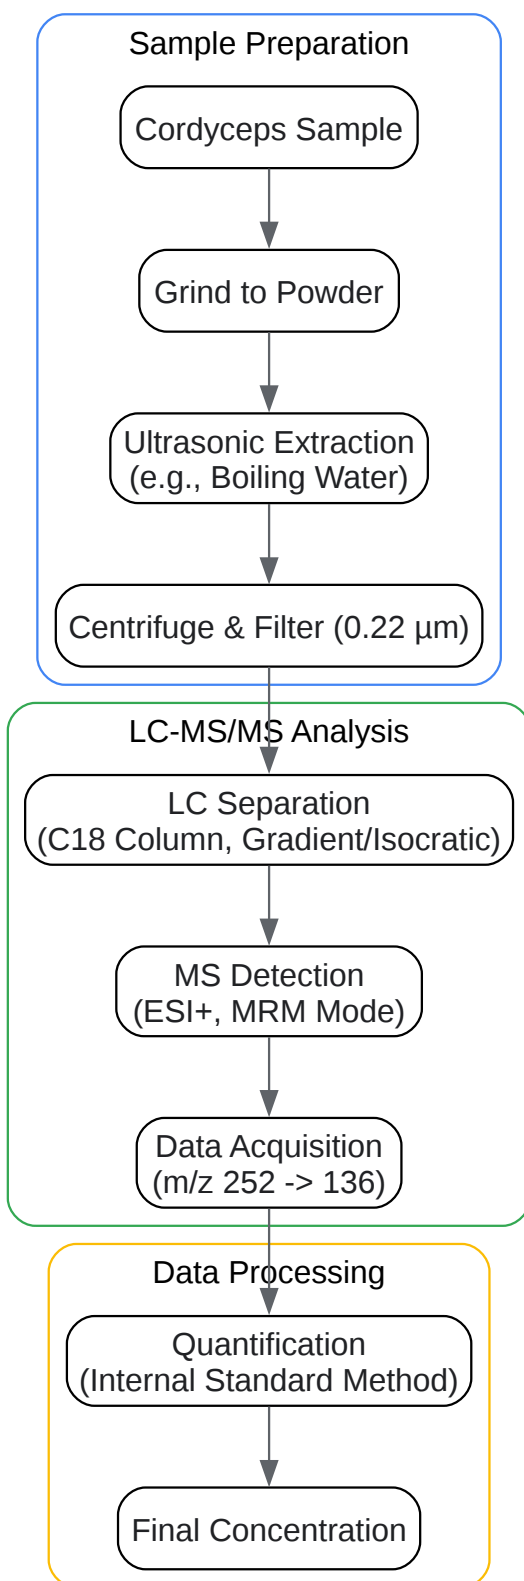 Sample Preparation
Cordyceps Sample
Grind to Powder
Ultrasonic Extraction
(e.g., Boiling Water)
Centrifuge & Filter (0.22 µm)
LC-MS/MS Analysis
LC Separation
(C18 Column, Gradient/Isocratic)
MS Detection
(ESI+, MRM Mode)
Data Acquisition
(m/z 252 -> 136)
Data Processing
Quantification
(Internal Standard Method)
Final Concentration